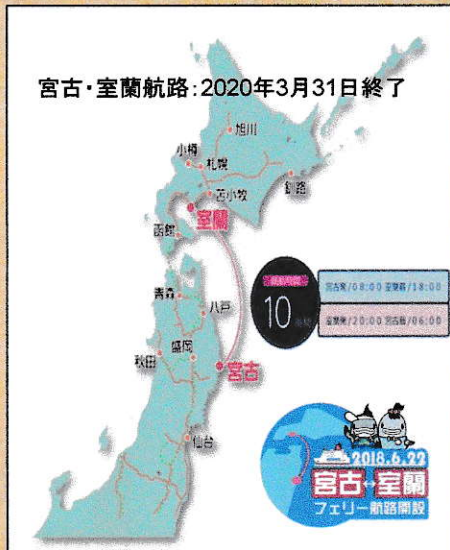 宮古・室蘭航路:2020年3月31日終了
旭川
小樽
札幌
釧路
苫小牧
室蘭
函館
青森
八戸
10
宮古発/08:00 室蘭着/18:00
室蘭発/20:00 宮古着/06:00
秋田
盛岡
宮古
仙台
2018.6.22
宮古↔室蘭
フェリー航路開設